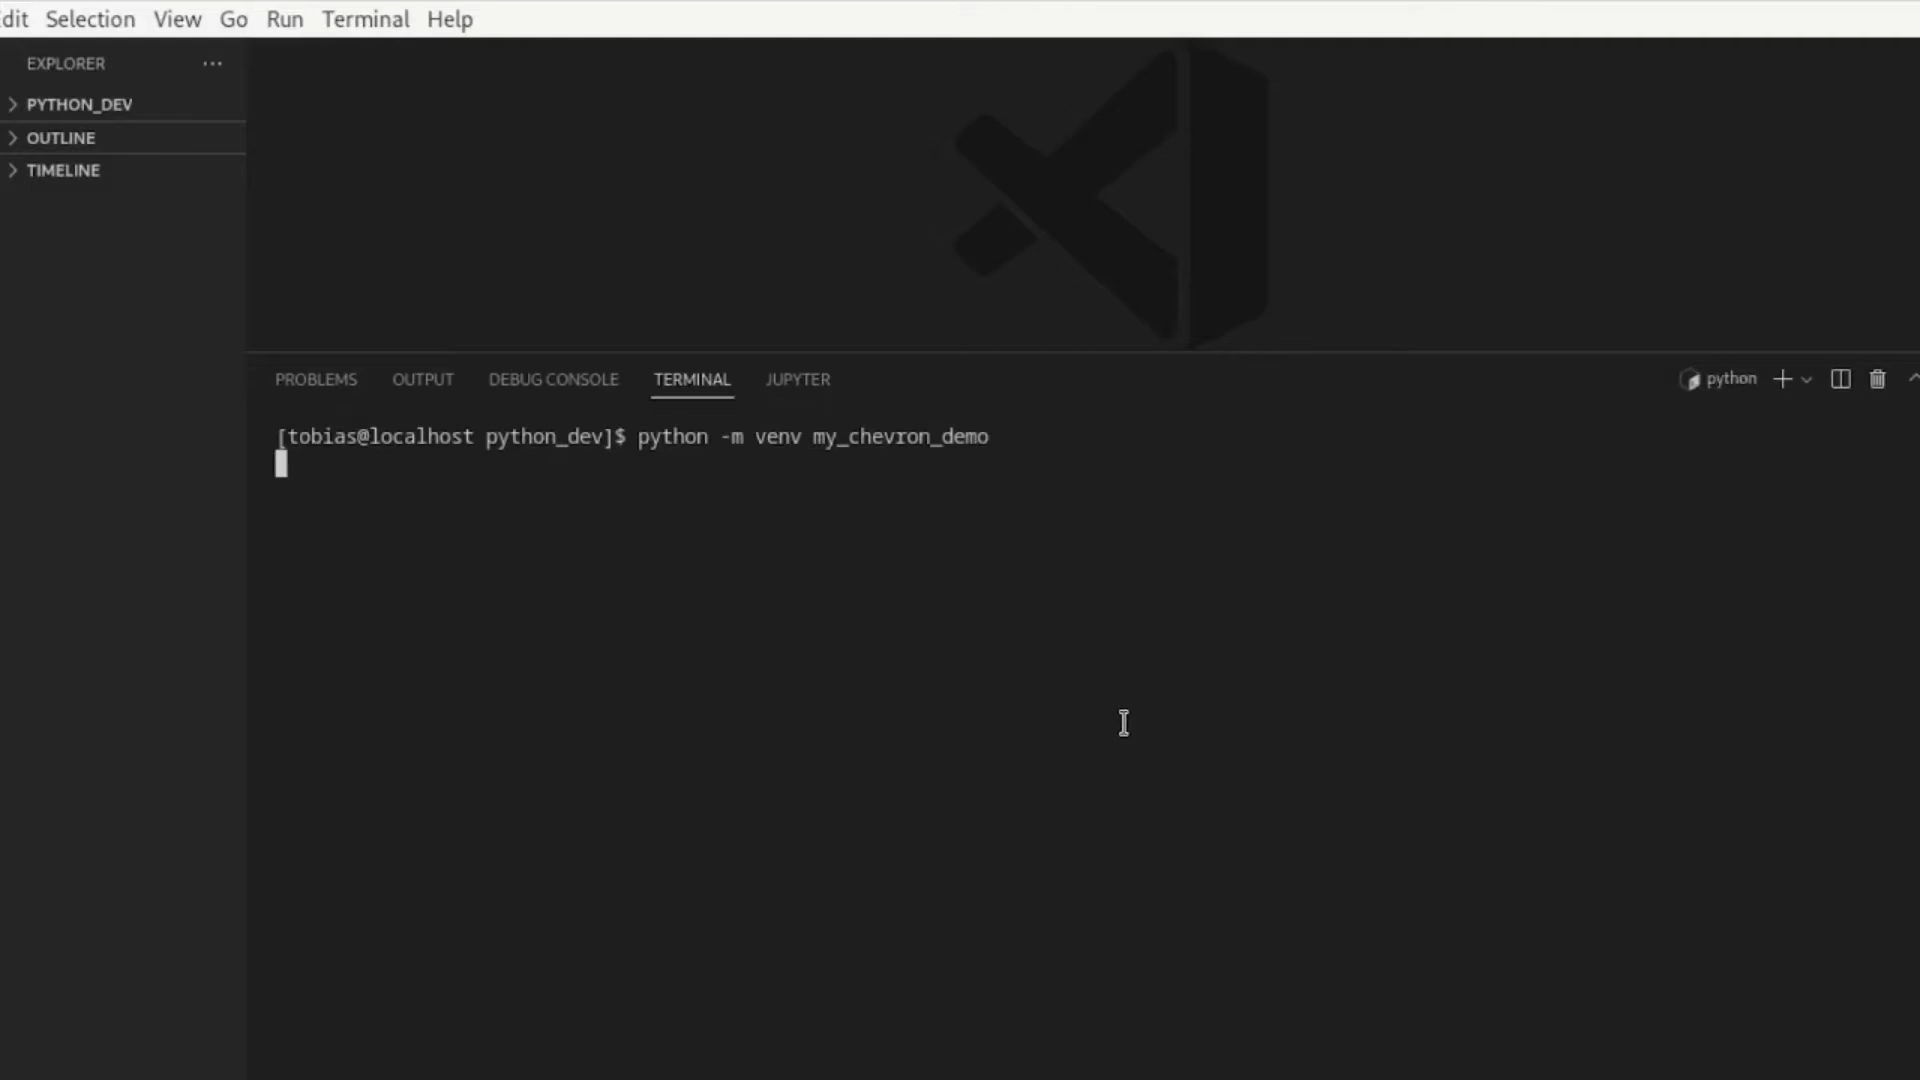 dit Selection View Go Run Terminal Help
EXPLORER ...
PYTHON_DEV
OUTLINE
TIMELINE
PROBLEMS OUTPUT DEBUG CONSOLE TERMINAL JUPYTER python
[tobias@localhost python_dev]$ python -m venv my_chevron_demo